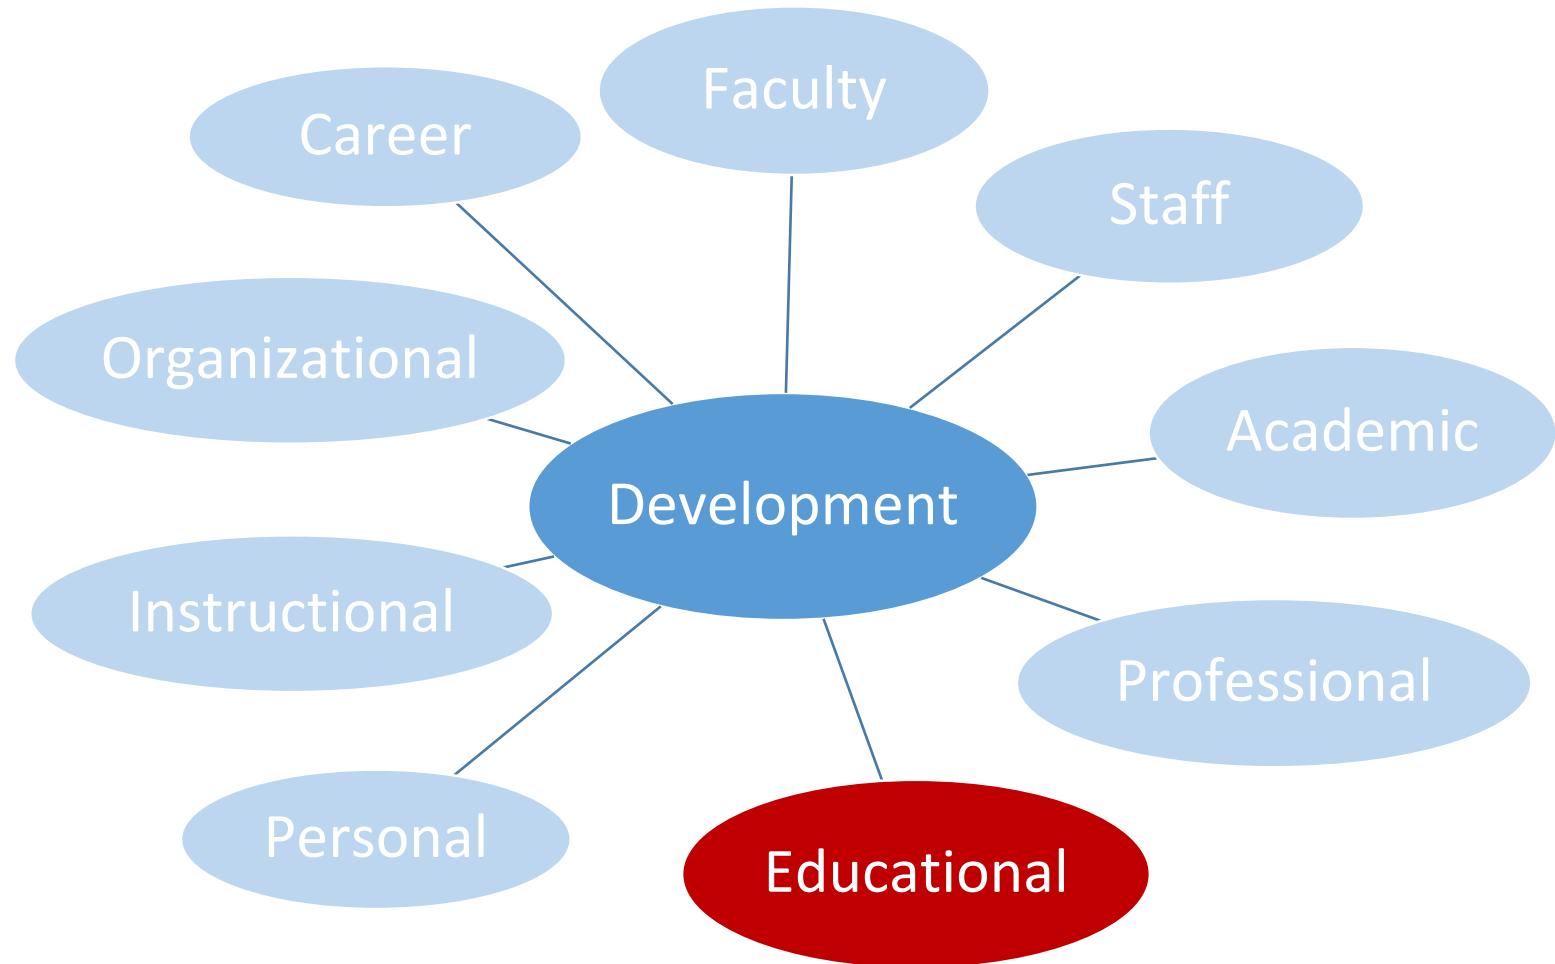 Faculty
Career
Staff
Organizational
Academic
Development
Instructional
Professional
Personal
Educational